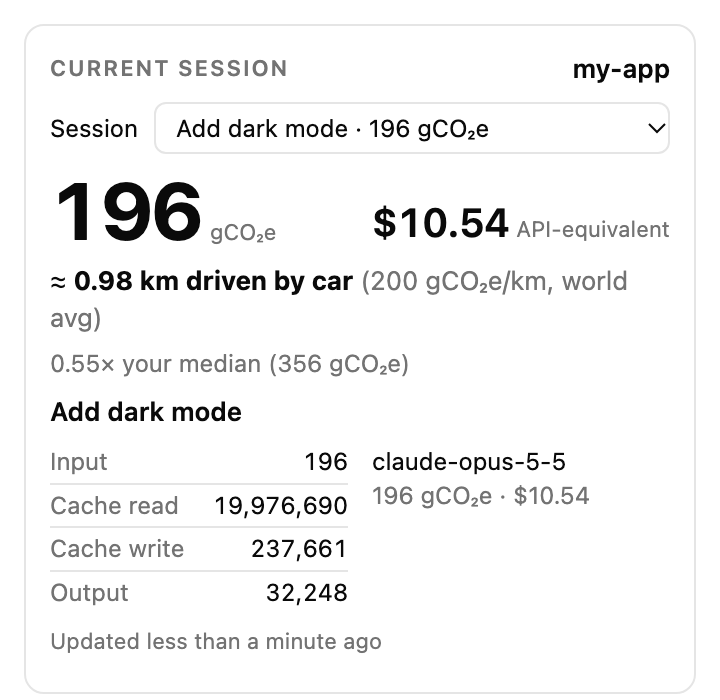 CURRENT SESSION my-app
Session Add dark mode · 196 gCO₂e
196 gCO₂e $10.54 API-equivalent
≈ 0.98 km driven by car (200 gCO₂e/km, world
avg)
0.55× your median (356 gCO₂e)
Add dark mode
Input 196 claude-opus-5-5
196 gCO₂e · $10.54
Cache read 19,976,690
Cache write 237,661
Output 32,248
Updated less than a minute ago